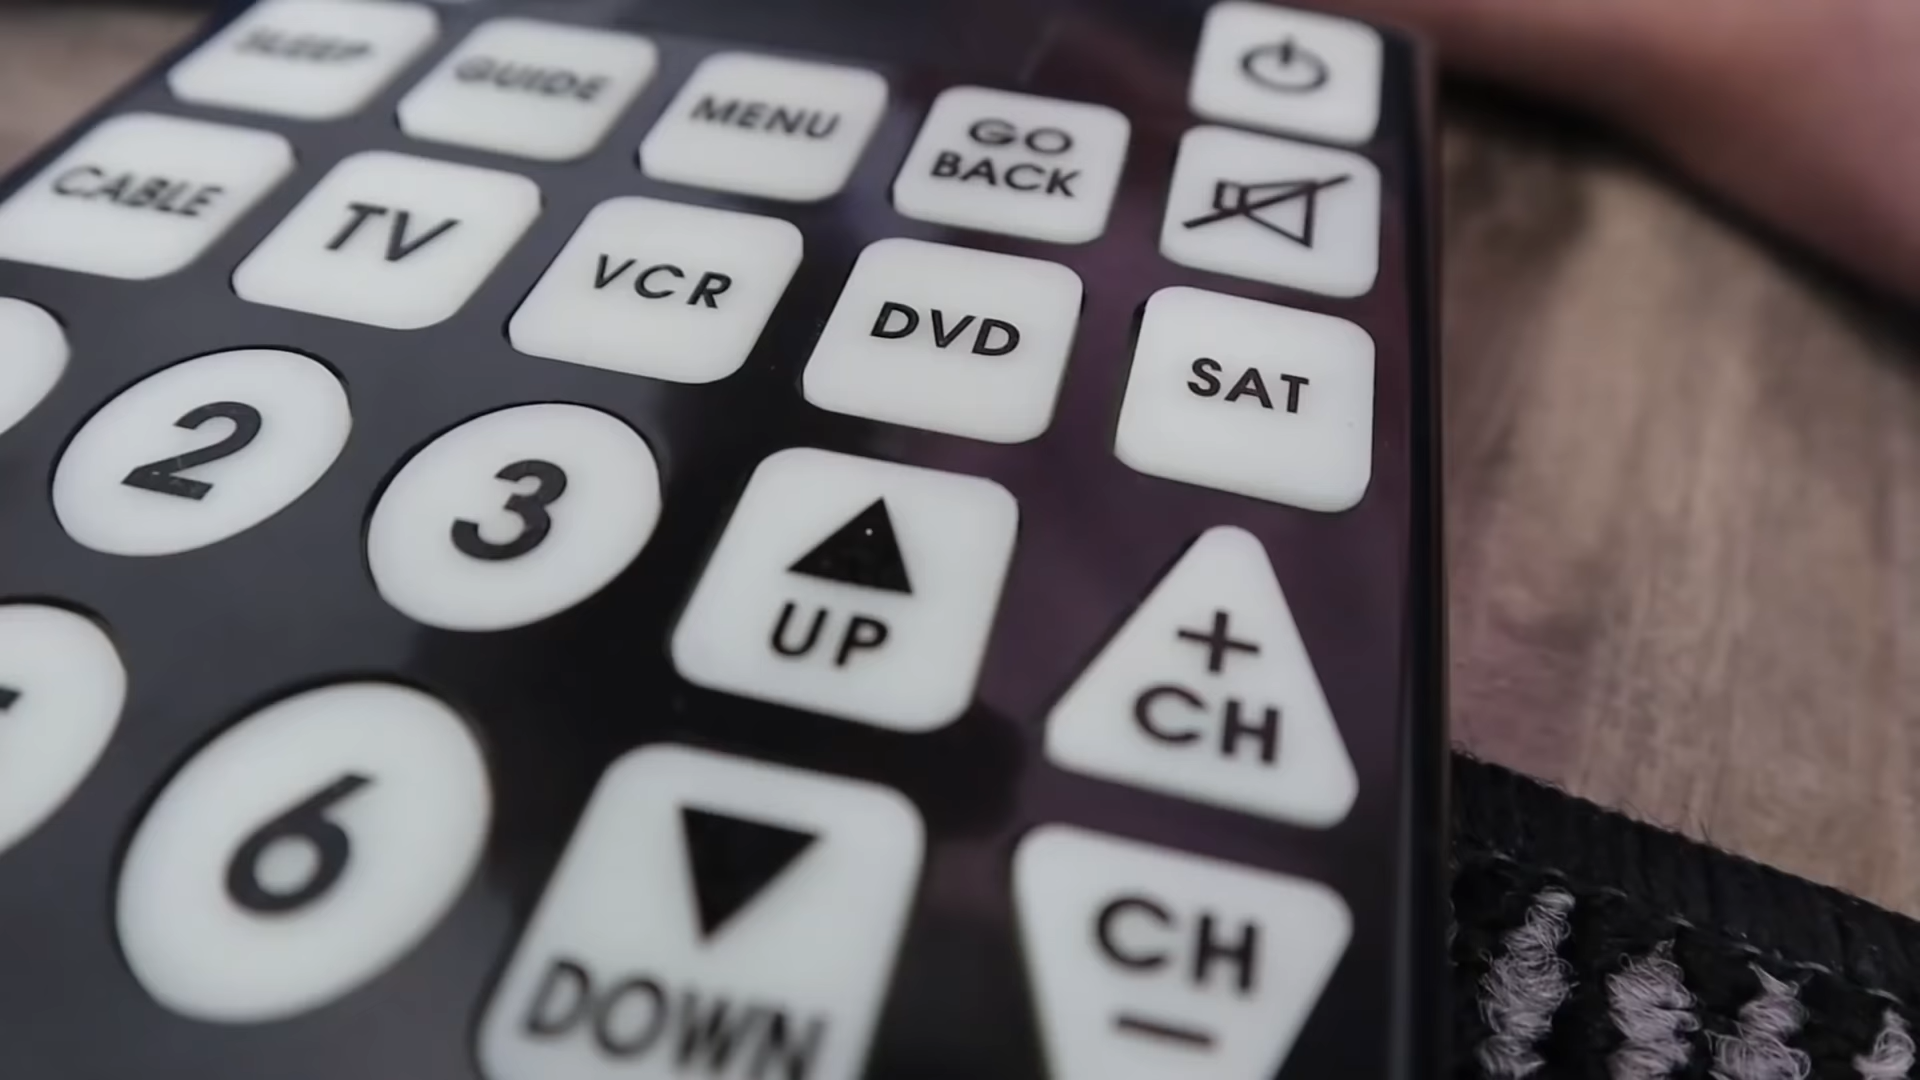 SLEEP
GUIDE
MENU
GO
BACK
CABLE
TV
VCR
DVD
SAT
2
3
UP
+
CH
6
DOWN
CH
-